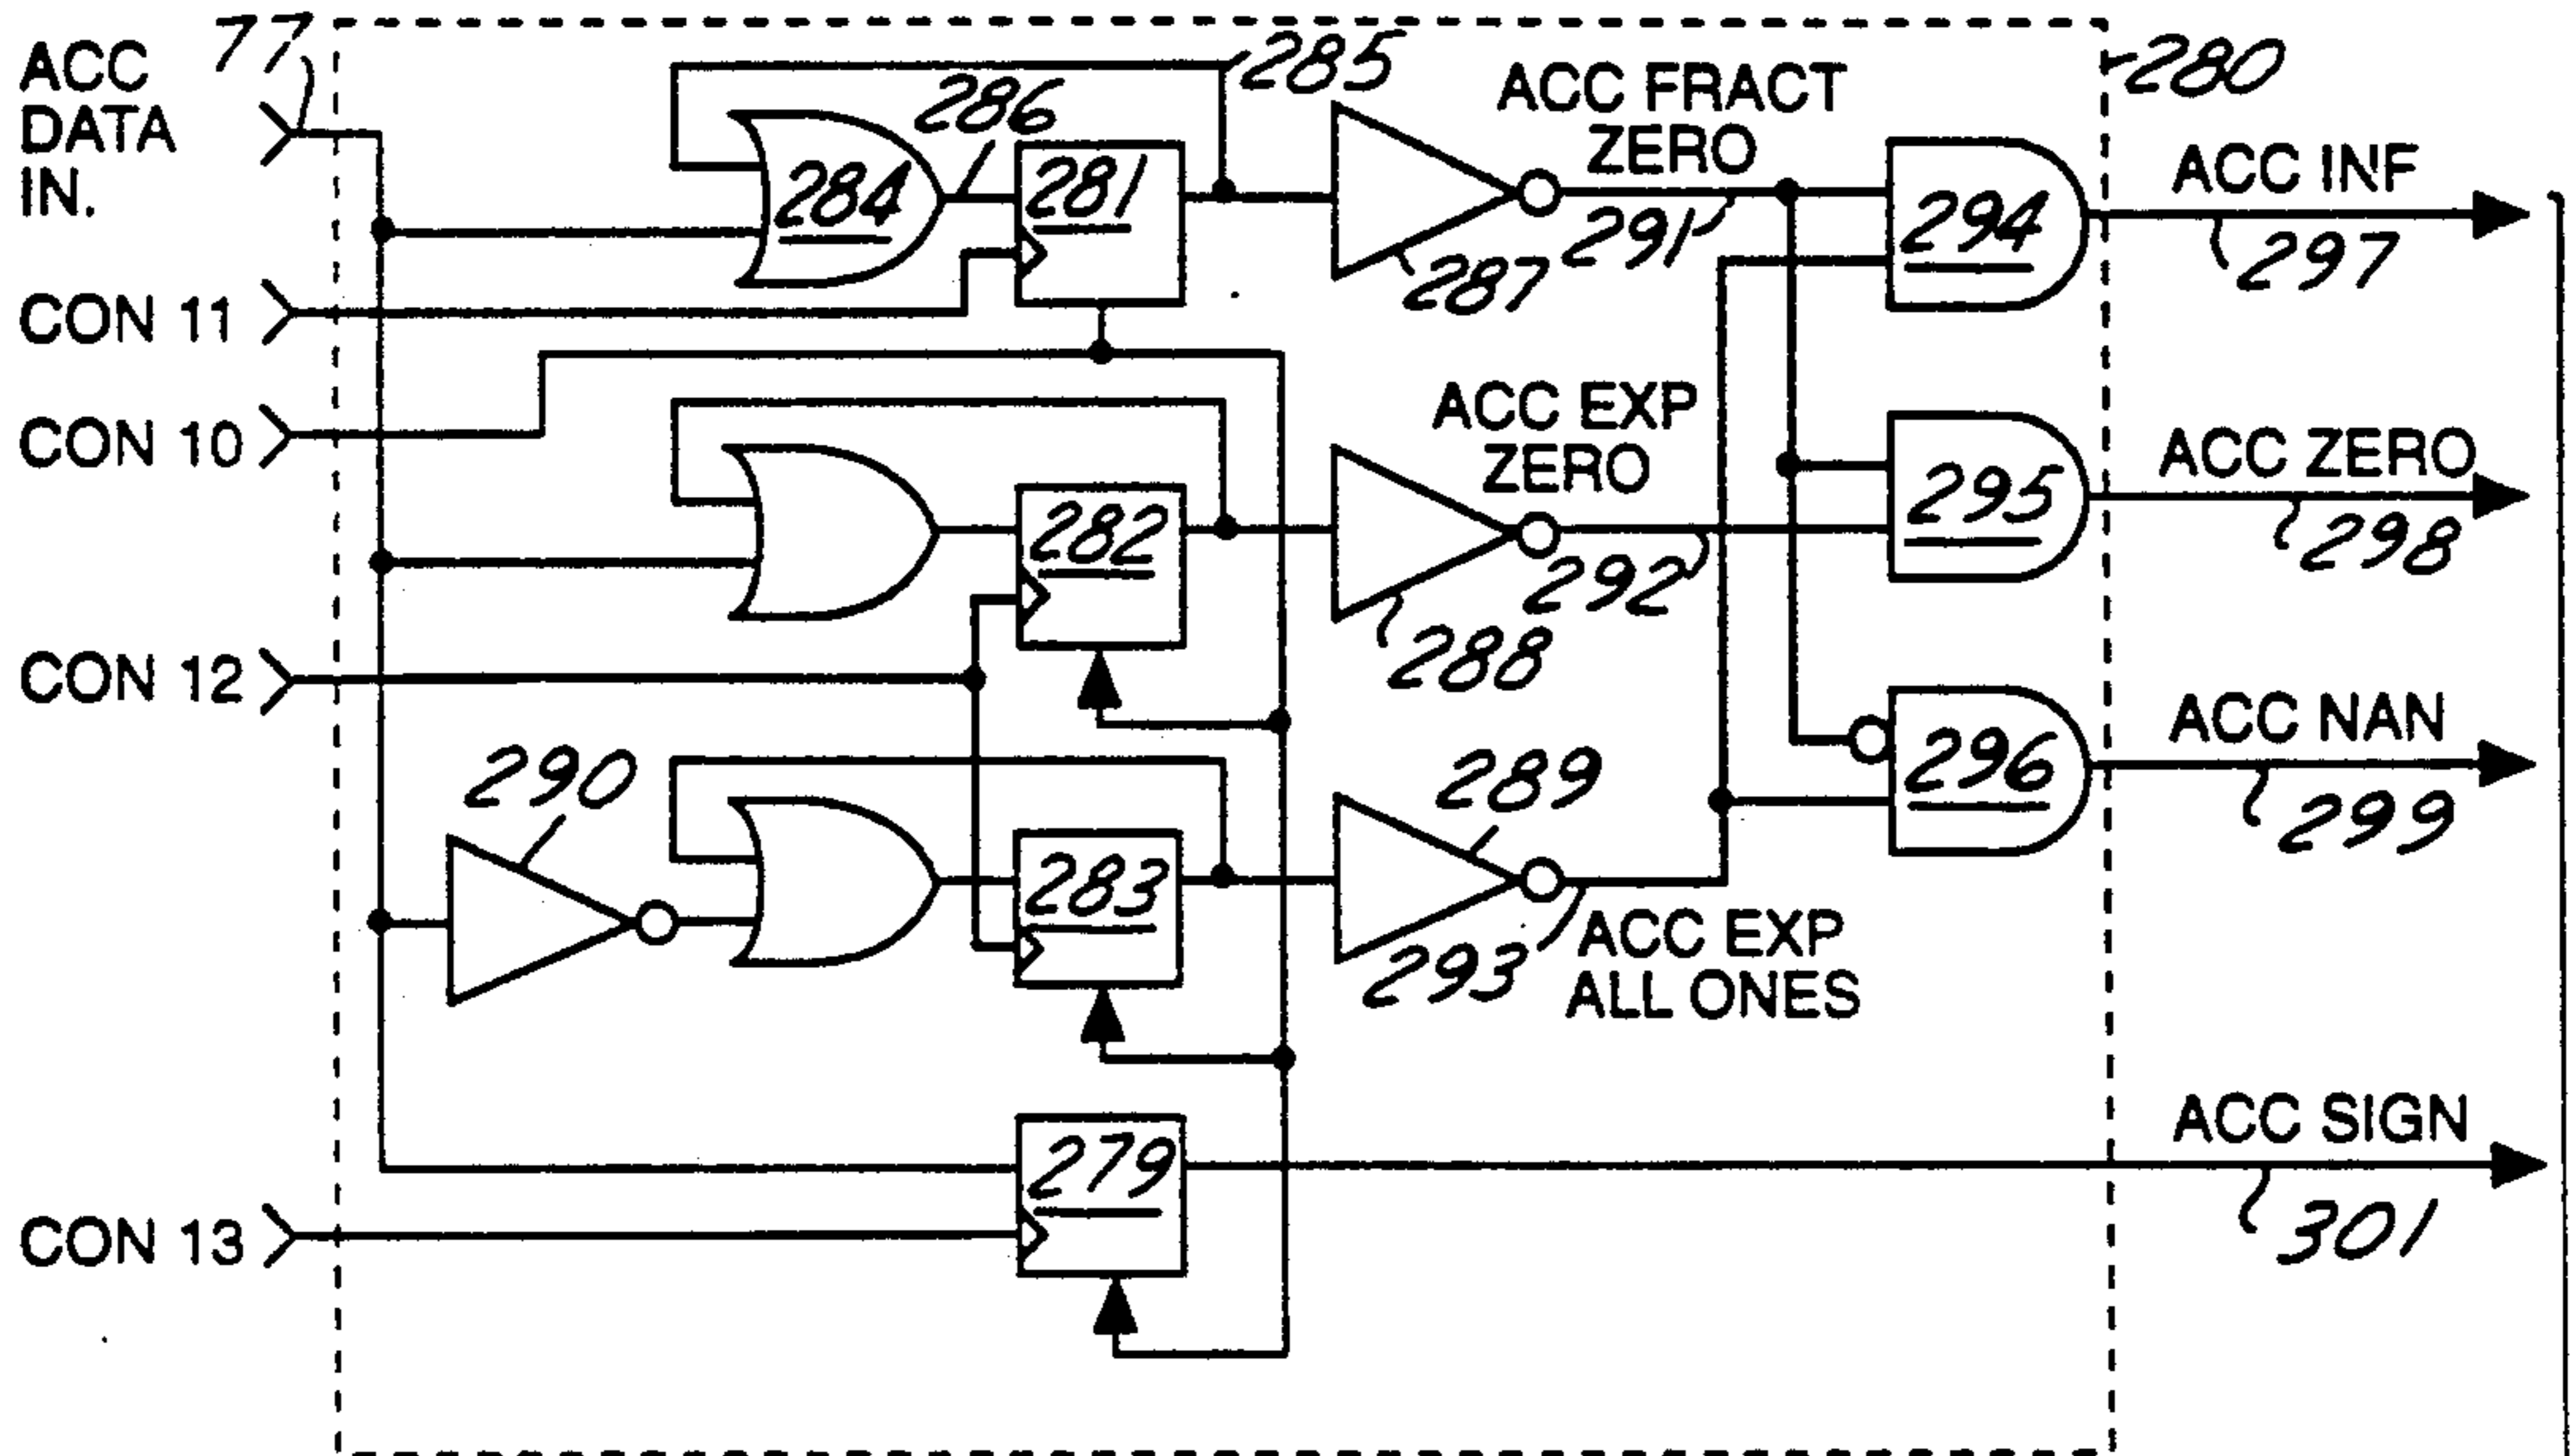 ACC
DATA
IN.
77
CON 11
CON 10
CON 12
CON 13
280
285
286
284
281
287
ACC FRACT
ZERO
291
294
ACC INF
297
282
288
ACC EXP
ZERO
292
295
ACC ZERO
298
290
283
289
293
ACC EXP
ALL ONES
296
ACC NAN
299
279
ACC SIGN
301